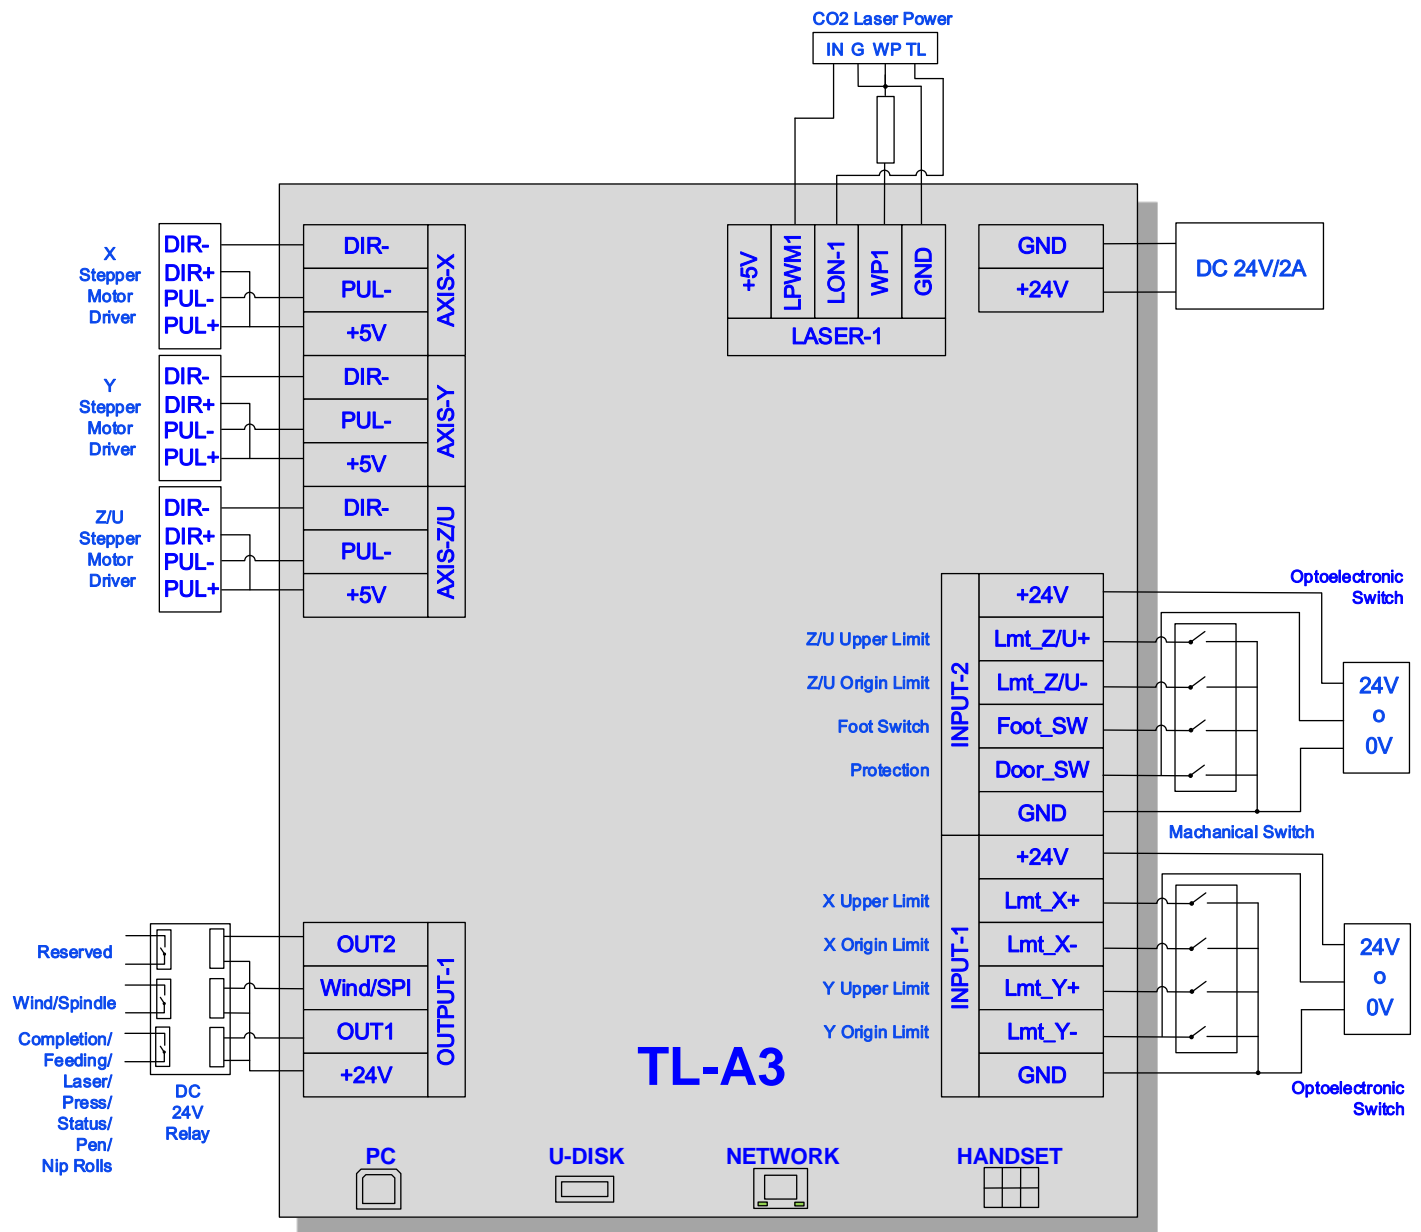 CO2 Laser Power
IN G WP TL
X
Stepper
Motor
Driver
DIR-
DIR+
PUL-
PUL+
DIR-
PUL-
+5V
AXIS-X
+5V
LPWM1
LON-1
WP1
GND
LASER-1
GND
+24V
DC 24V/2A
Y
Stepper
Motor
Driver
DIR-
DIR+
PUL-
PUL+
DIR-
PUL-
+5V
AXIS-Y
Z/U
Stepper
Motor
Driver
DIR-
DIR+
PUL-
PUL+
DIR-
PUL-
+5V
AXIS-Z/U
Optoelectronic
Switch
Z/U Upper Limit
Z/U Origin Limit
Foot Switch
Protection
INPUT-2
+24V
Lmt_Z/U+
Lmt_Z/U-
Foot_SW
Door_SW
GND
24V
o
0V
Machanical Switch
X Upper Limit
X Origin Limit
Y Upper Limit
Y Origin Limit
INPUT-1
+24V
Lmt_X+
Lmt_X-
Lmt_Y+
Lmt_Y-
GND
24V
o
0V
Optoelectronic
Switch
Reserved
Wind/Spindle
Completion/
Feeding/
Laser/
Press/
Status/
Pen/
Nip Rolls
DC
24V
Relay
OUT2
Wind/SPI
OUT1
+24V
OUTPUT-1
TL-A3
PC
U-DISK
NETWORK
HANDSET